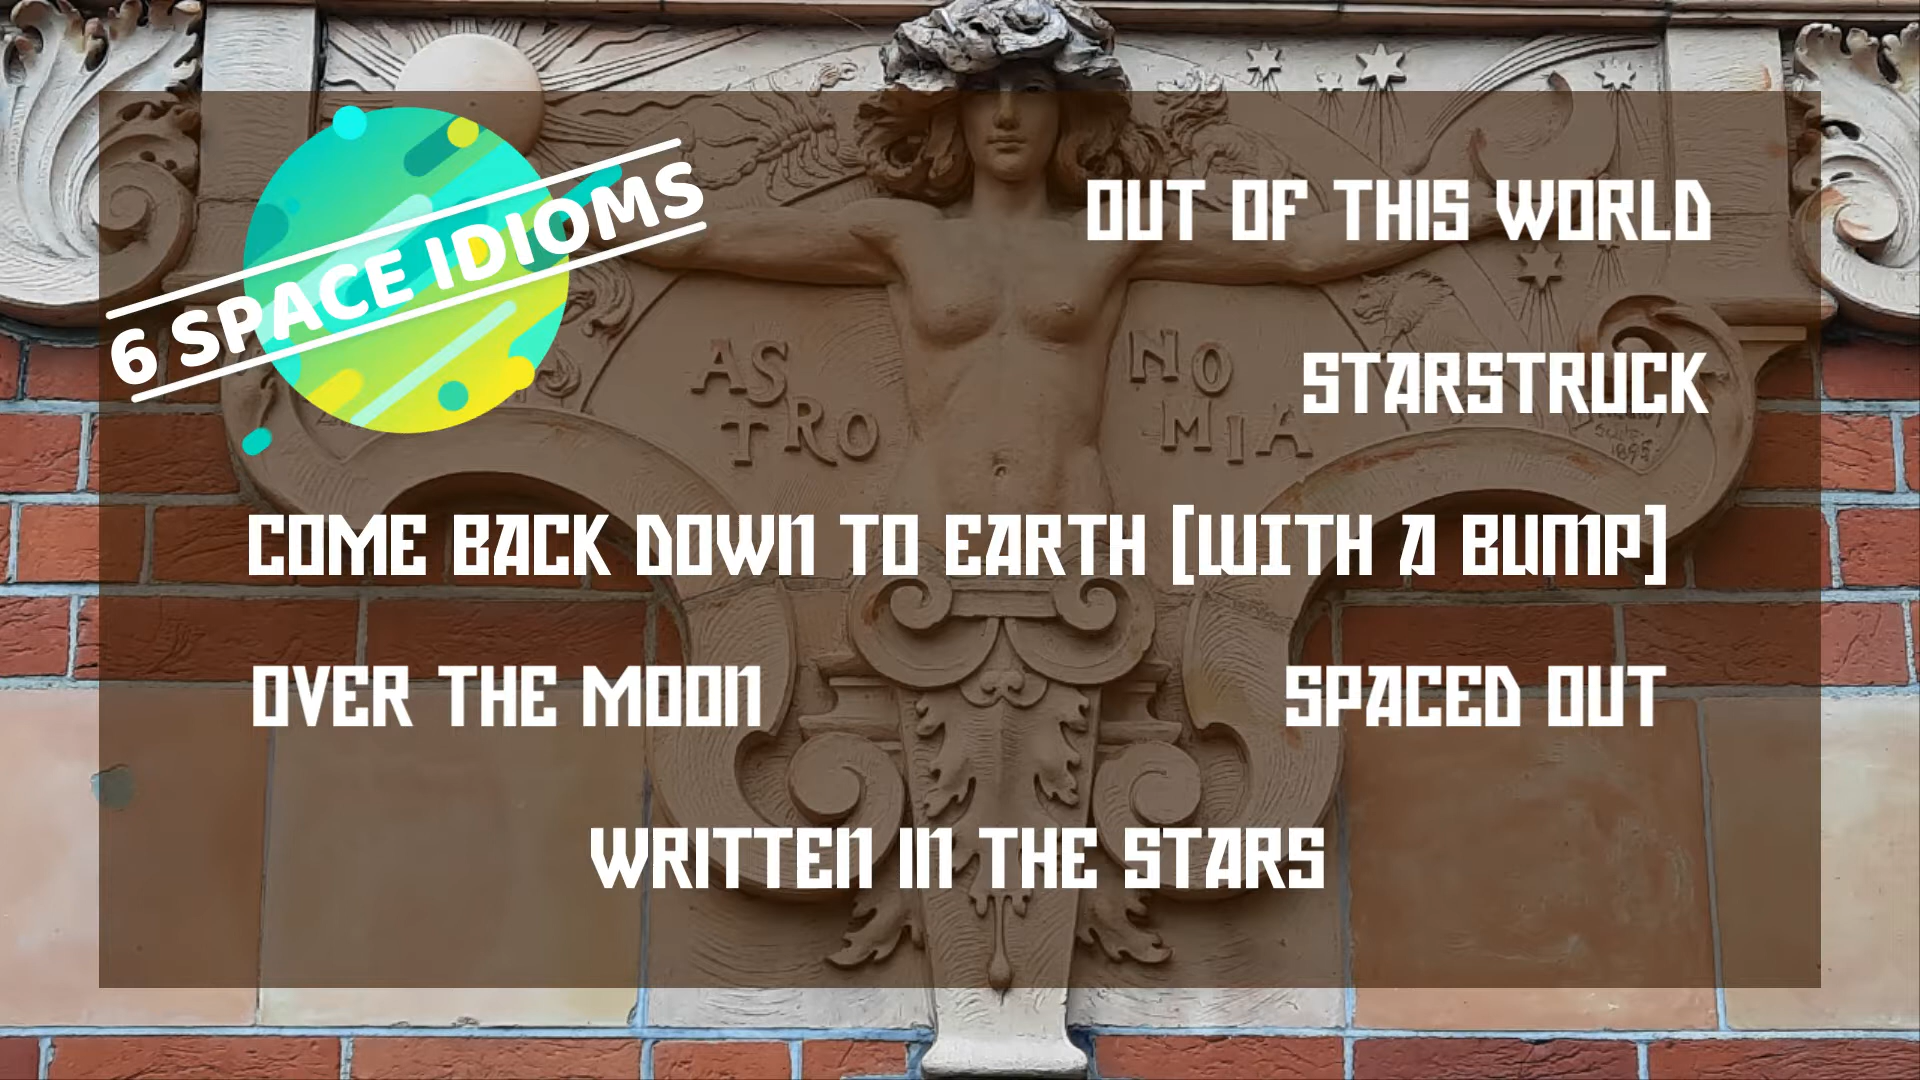 6 SPACE IDIOMS
OUT OF THIS WORLD
STARSTRUCK
AS NO
TRO MIA
1895
COME BACK DOWN TO EARTH [WITH A BUMP]
OVER THE MOON
SPACED OUT
WRITTEN IN THE STARS